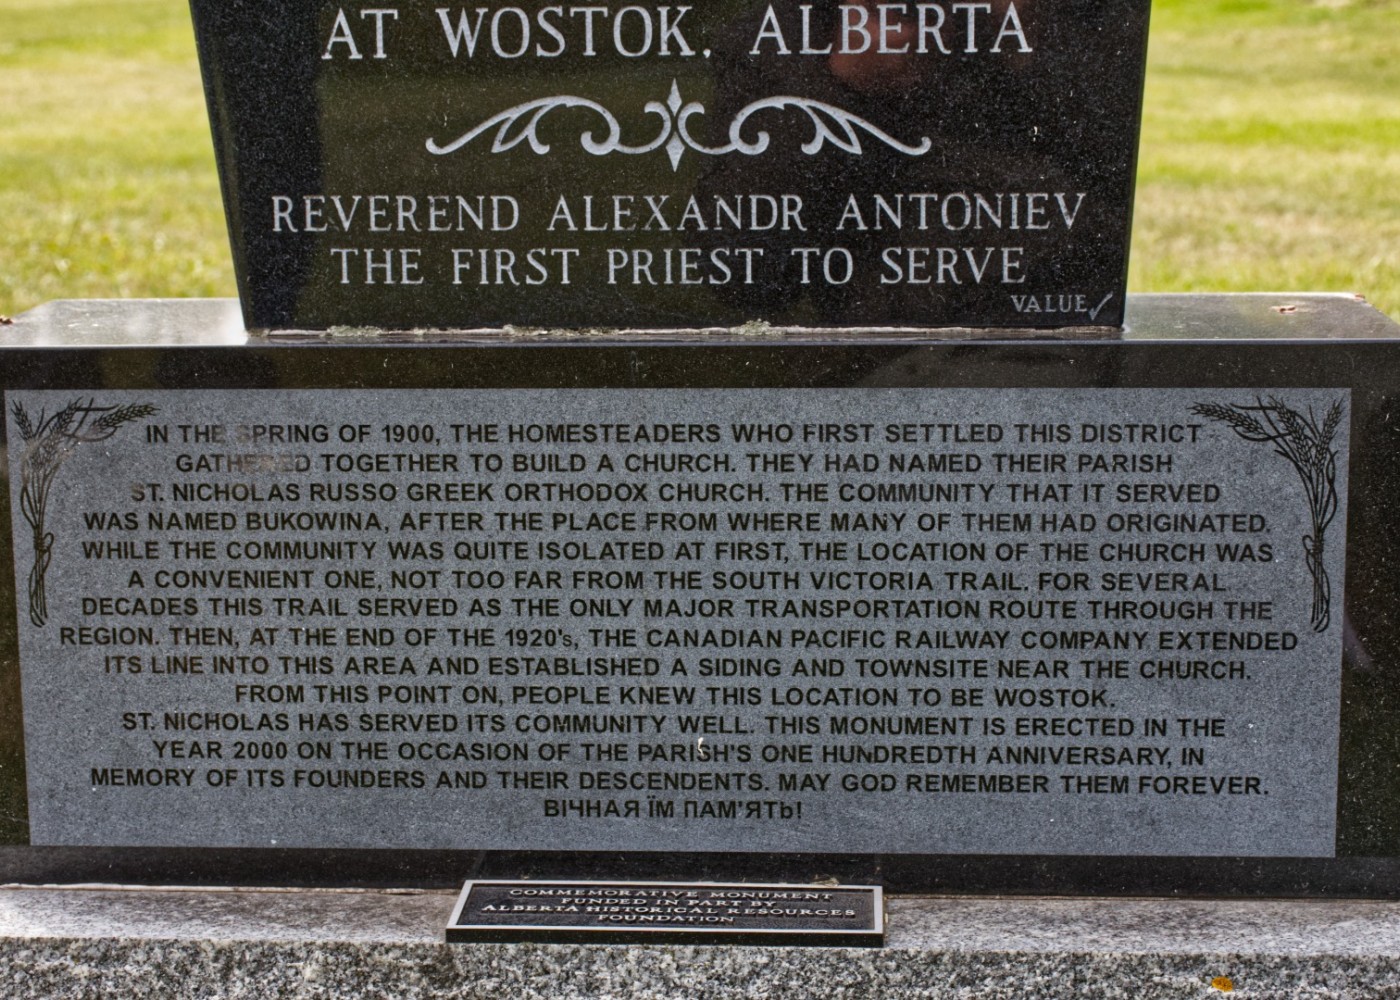 AT WOSTOK, ALBERTA
REVEREND ALEXANDR ANTONIEV
THE FIRST PRIEST TO SERVE
VALUE
IN THE SPRING OF 1900, THE HOMESTEADERS WHO FIRST SETTLED THIS DISTRICT
GATHERED TOGETHER TO BUILD A CHURCH. THEY HAD NAMED THEIR PARISH
ST. NICHOLAS RUSSO GREEK ORTHODOX CHURCH. THE COMMUNITY THAT IT SERVED
WAS NAMED BUKOWINA, AFTER THE PLACE FROM WHERE MANY OF THEM HAD ORIGINATED.
WHILE THE COMMUNITY WAS QUITE ISOLATED AT FIRST, THE LOCATION OF THE CHURCH WAS
A CONVENIENT ONE, NOT TOO FAR FROM THE SOUTH VICTORIA TRAIL. FOR SEVERAL
DECADES THIS TRAIL SERVED AS THE ONLY MAJOR TRANSPORTATION ROUTE THROUGH THE
REGION. THEN, AT THE END OF THE 1920's, THE CANADIAN PACIFIC RAILWAY COMPANY EXTENDED
ITS LINE INTO THIS AREA AND ESTABLISHED A SIDING AND TOWNSITE NEAR THE CHURCH.
FROM THIS POINT ON, PEOPLE KNEW THIS LOCATION TO BE WOSTOK.
ST. NICHOLAS HAS SERVED ITS COMMUNITY WELL. THIS MONUMENT IS ERECTED IN THE
YEAR 2000 ON THE OCCASION OF THE PARISH'S ONE HUNDREDTH ANNIVERSARY, IN
MEMORY OF ITS FOUNDERS AND THEIR DESCENDENTS. MAY GOD REMEMBER THEM FOREVER.
ВІЧНАЯ ЇМ ПАМ'ЯТЬ!
COMMEMORATIVE MONUMENT
FUNDED IN PART BY
ALBERTA HISTORICAL RESOURCES
FOUNDATION